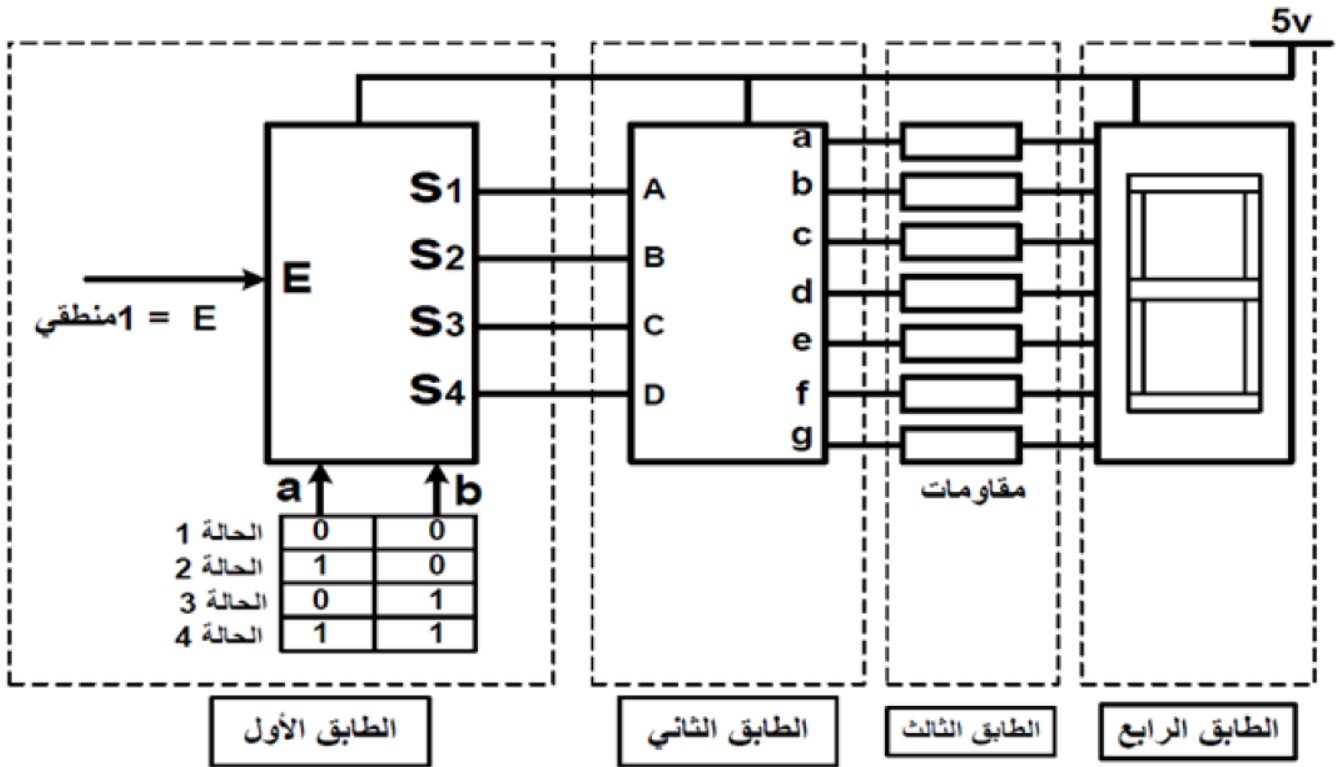 5v
E
S1
S2
S3
S4
A
B
C
D
a
b
c
d
e
f
g
E = 1منطقي
a b
الحالة 1 0 0
الحالة 2 1 0
الحالة 3 0 1
الحالة 4 1 1
مقاومات
الطابق الأول
الطابق الثاني
الطابق الثالث
الطابق الرابع